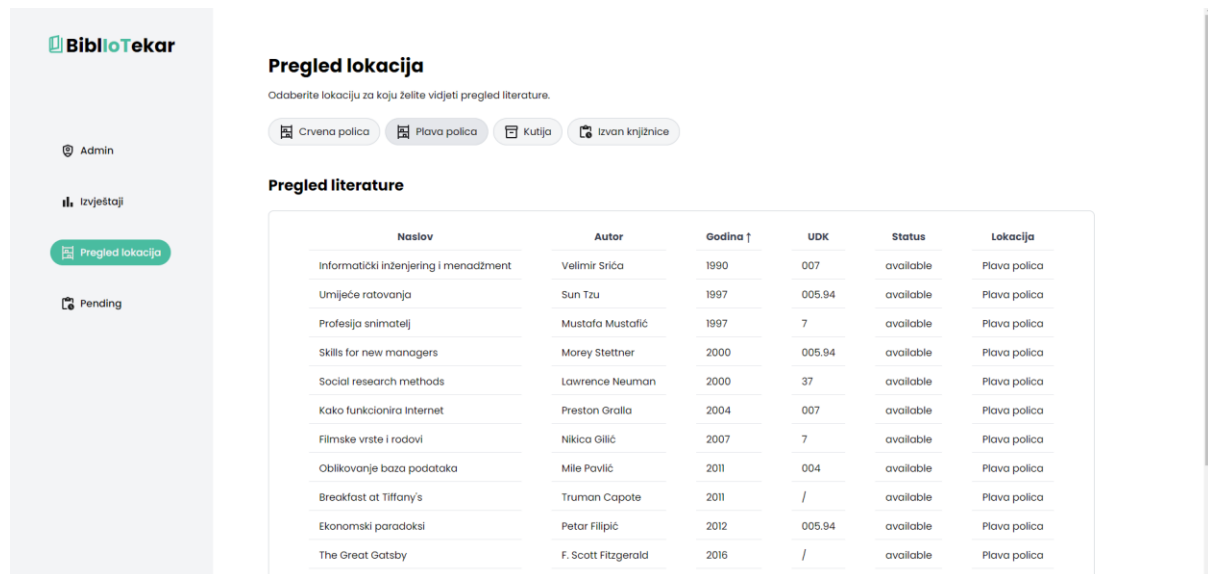 BiblIoTekar
Pregled lokacija
Odaberite lokaciju za koju želite vidjeti pregled literature.
Crvena polica Plava polica Kutija Izvan knjižnice
Admin
Izvještaji
Pregled lokacija
Pending
Pregled literature
Naslov Autor Godina ↑ UDK Status Lokacija
Informatički inženjering i menadžment Velimir Srića 1990 007 available Plava polica
Umijeće ratovanja Sun Tzu 1997 005.94 available Plava polica
Profesija snimatelj Mustafa Mustafić 1997 7 available Plava polica
Skills for new managers Morey Stettner 2000 005.94 available Plava polica
Social research methods Lawrence Neuman 2000 37 available Plava polica
Kako funkcionira Internet Preston Gralla 2004 007 available Plava polica
Filmske vrste i rodovi Nikica Gilić 2007 7 available Plava polica
Oblikovanje baza podataka Mile Pavlić 2011 004 available Plava polica
Breakfast at Tiffany's Truman Capote 2011 / available Plava polica
Ekonomski paradoksi Petar Filipić 2012 005.94 available Plava polica
The Great Gatsby F. Scott Fitzgerald 2016 / available Plava polica